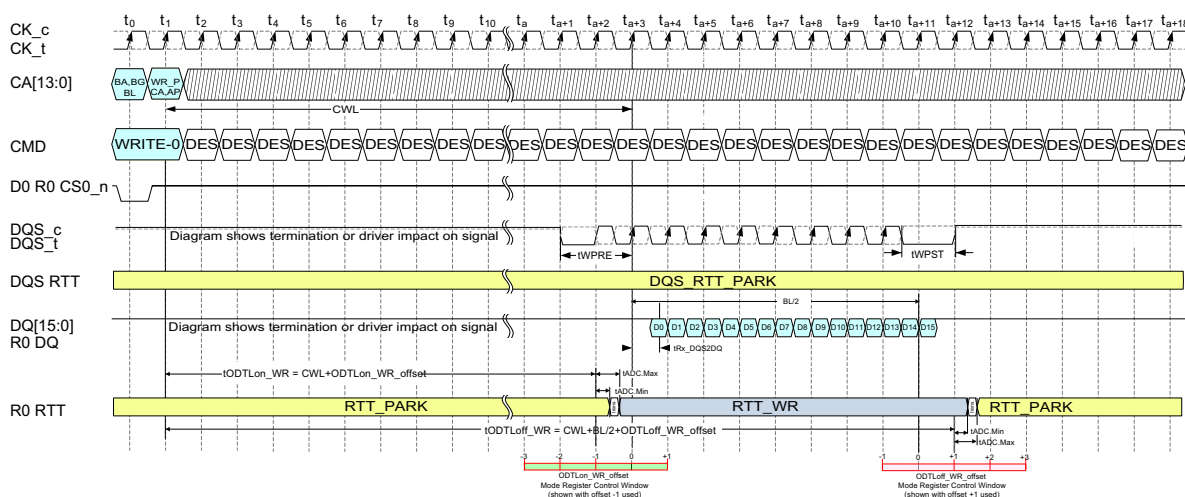 t0 t1 t2 t3 t4 t5 t6 t7 t8 t9 t10 ta ta+1 ta+2 ta+3 ta+4 ta+5 ta+6 ta+7 ta+8 ta+9 ta+10 ta+11 ta+12 ta+13 ta+14 ta+15 ta+16 ta+17 ta+18
CK_c
CK_t
CA[13:0]
BA,BG
BL
WR_P
CA,AP
CWL
CMD
WRITE-0 DES DES DES DES DES DES DES DES DES DES DES DES DES DES DES DES DES DES DES DES DES DES DES DES DES DES DES DES
D0 R0 CS0_n
DQS_c
DQS_t
Diagram shows termination or driver impact on signal
tWPRE
tWPST
DQS RTT
DQS_RTT_PARK
BL/2
DQ[15:0]
R0 DQ
Diagram shows termination or driver impact on signal
D0 D1 D2 D3 D4 D5 D6 D7 D8 D9 D10 D11 D12 D13 D14 D15
tRx_DQS2DQ
tODTLon_WR = CWL+ODTLon_WR_offset
tADC.Max
tADC.Min
R0 RTT
RTT_PARK RTT_WR RTT_PARK
tODTLoff_WR = CWL+BL/2+ODTLoff_WR_offset
tADC.Min
tADC.Max
-3 -2 -1 0 +1
ODTLon_WR_offset
Mode Register Control Window
(shown with offset -1 used)
-1 0 +1 +2 +3
ODTLoff_WR_offset
Mode Register Control Window
(shown with offset +1 used)